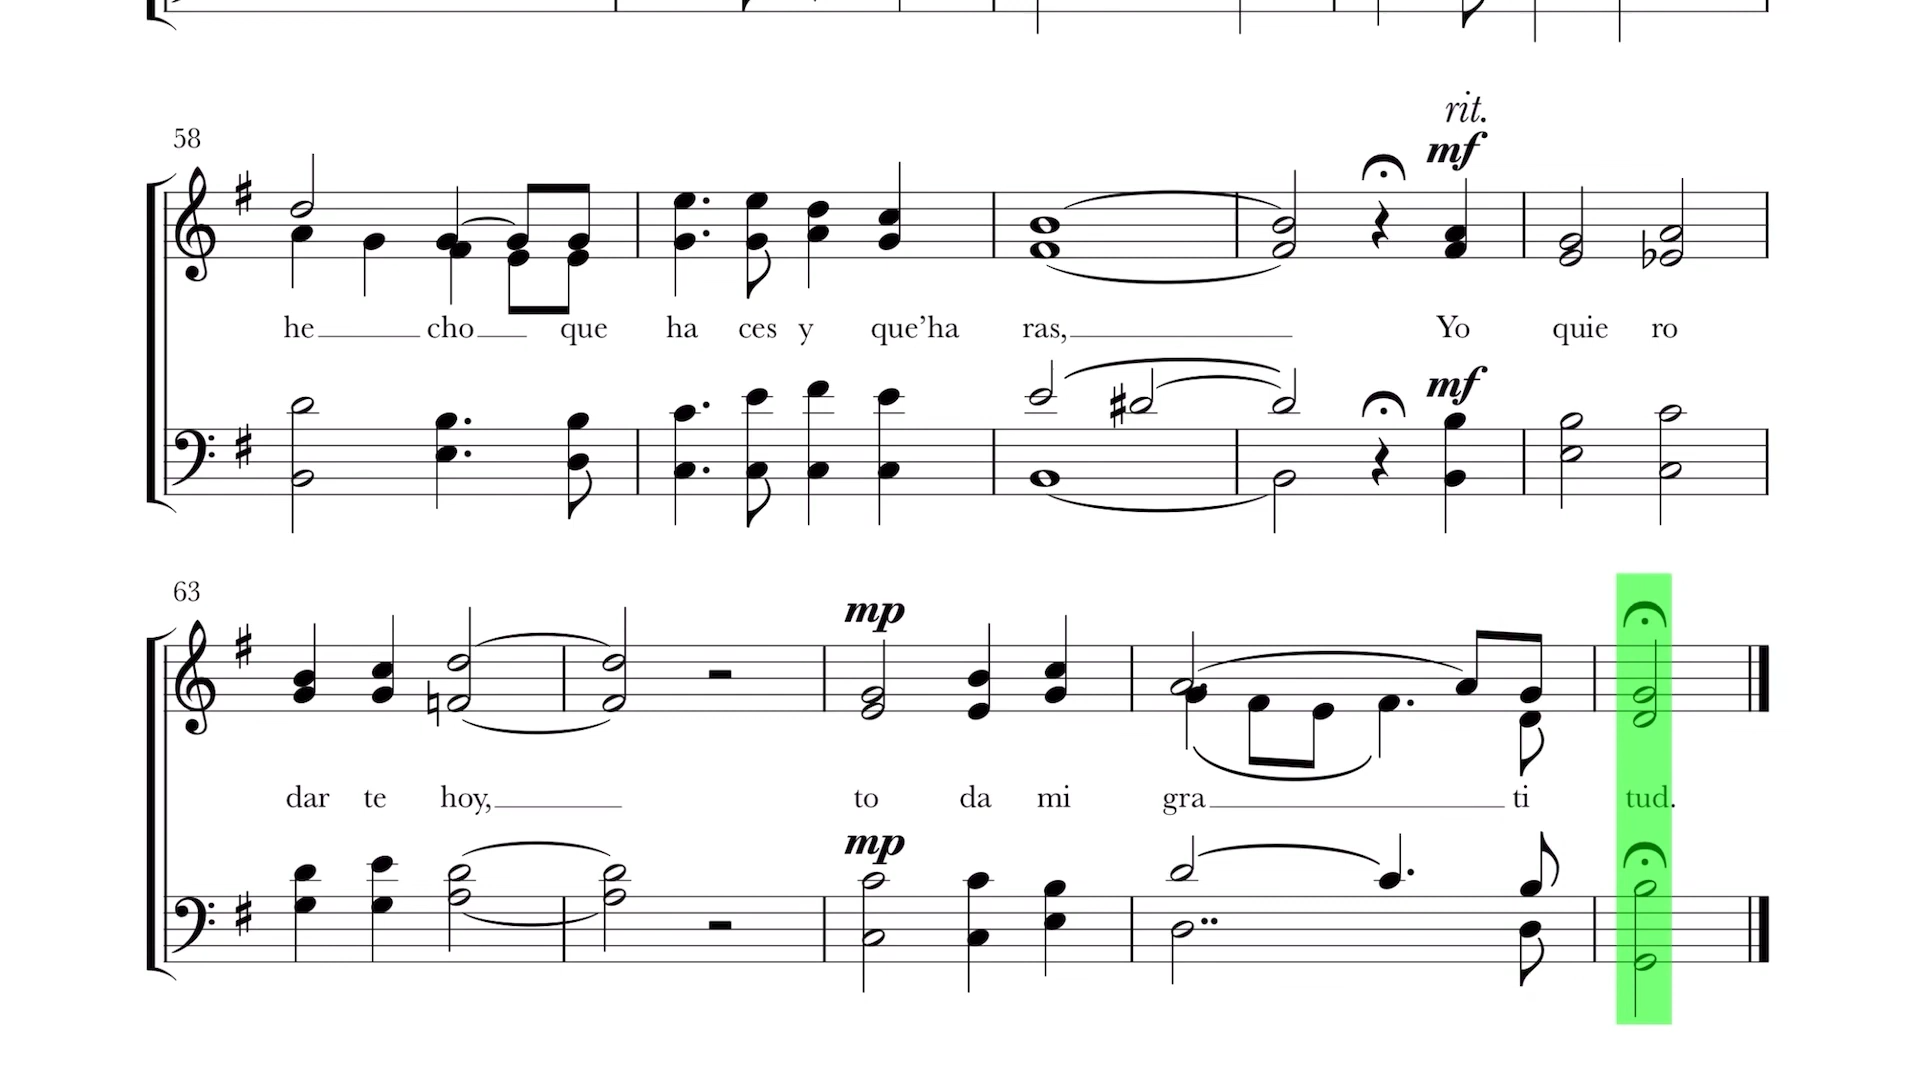 rit.
58
mf
he cho que ha ces y que’ha ras, Yo quie ro
mf
63
mp
dar te hoy, to da mi gra ti tud.
mp